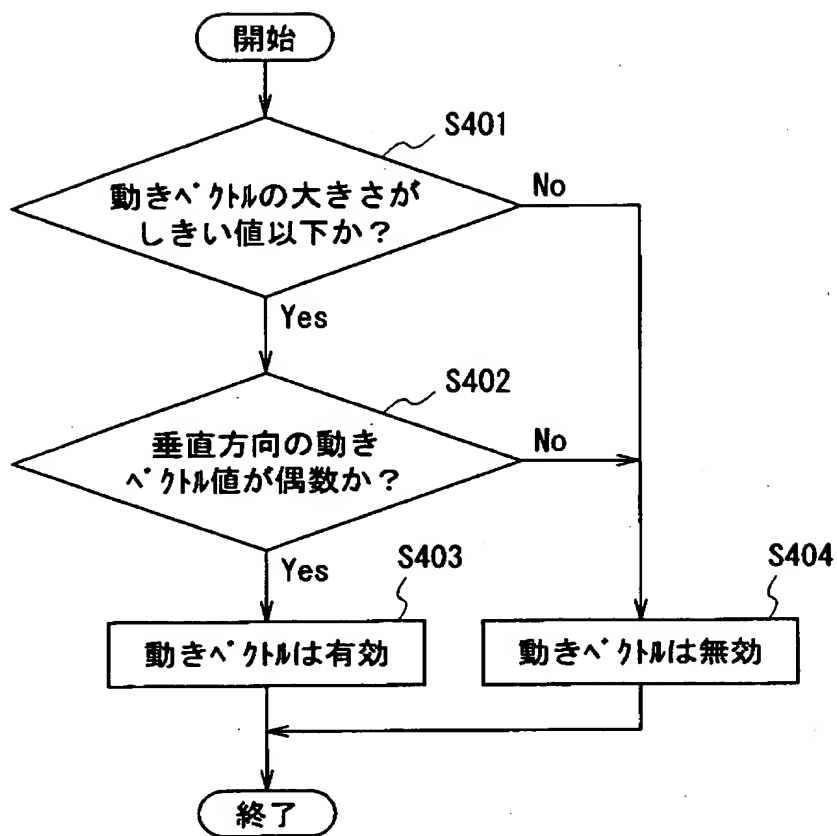 開始
S401
動きベクトルの大きさが
しきい値以下か？
No
Yes
S402
垂直方向の動き
ベクトル値が偶数か？
No
Yes
S403
動きベクトルは有効
S404
動きベクトルは無効
終了